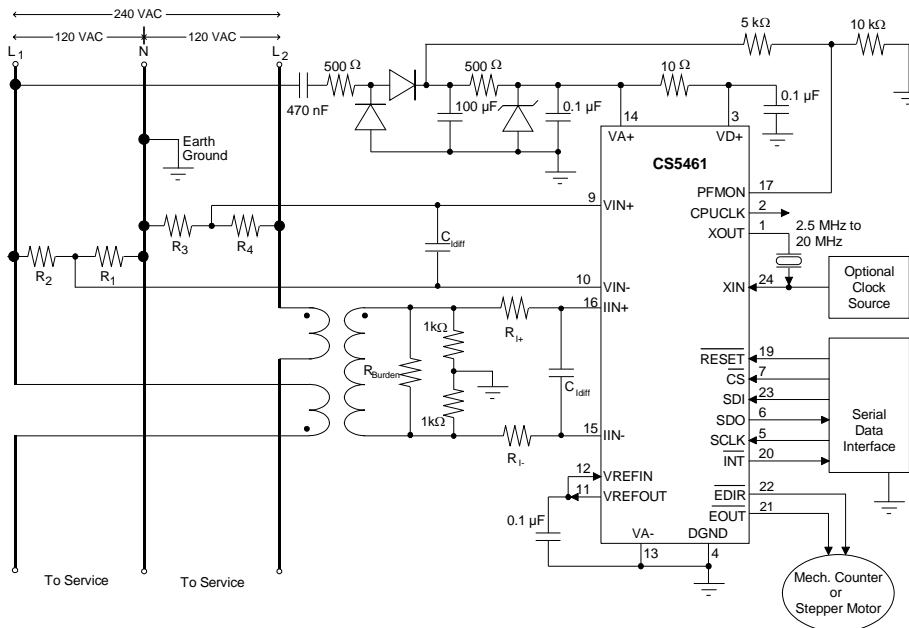 240 VAC
120 VAC 120 VAC
L1 N L2
5 kΩ
10 kΩ
500 Ω
470 nF
500 Ω
100 µF
0.1 µF
10 Ω
0.1 µF
Earth
Ground
14
VA+
3
VD+
CS5461
PFMON 17
CPUCLK 2
XOUT 1
2.5 MHz to
20 MHz
XIN 24
Optional
Clock
Source
9 VIN+
R3 R4
CIdiff
R2 R1
10 VIN-
16 IIN+
RI+
1kΩ
RBurden
CIdiff
1kΩ
15 IIN-
RI-
RESET 19
CS 7
SDI 23
SDO 6
SCLK 5
INT 20
Serial
Data
Interface
12 VREFIN
11 VREFOUT
0.1 µF
EDIR 22
EOUT 21
VA-
13
DGND
4
Mech. Counter
or
Stepper Motor
To Service To Service